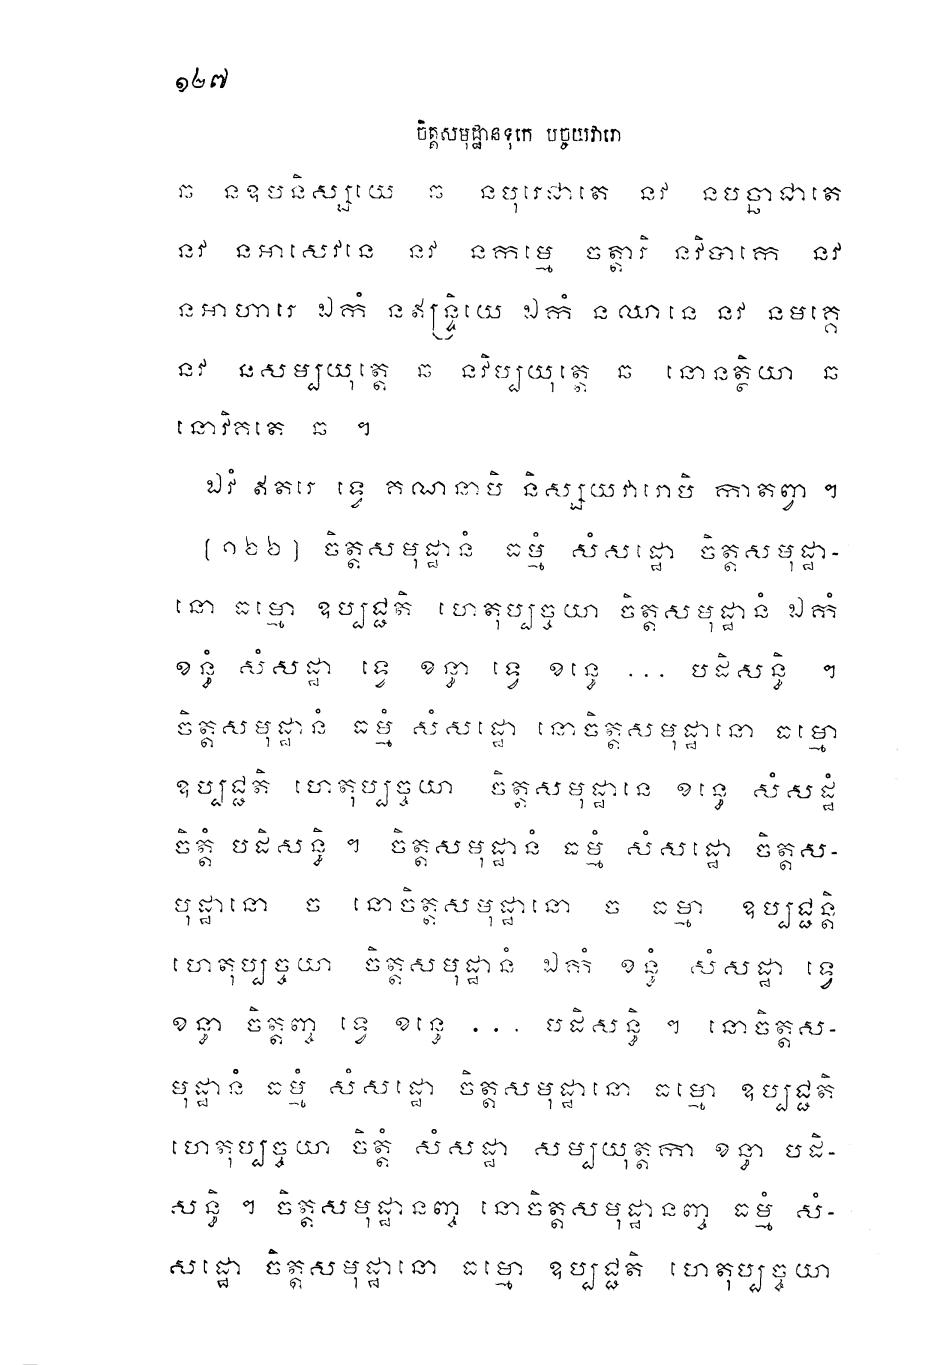 ១២៧
ចិត្តសមុដ្ឋានទុកេ បច្ចយវារោ
ឆ នឧបនិស្សយេ ឆ នបុរេជាតេ នវ នបច្ឆាជាតេ
នវ នអាសេវនេ នវ នកម្មេ ចត្តារិ នវិបាកេ នវ
នអាហារេ ឯកំ នឥន្ទ្រិយេ ឯកំ នឈានេ នវ នមគ្គេ
នវ នសម្បយុត្តេ ឆ នវិប្បយុត្តេ ឆ នោនត្ថិយា ឆ
នោវិគតេ ឆ ។
ឯវំ ឥតរេ ទ្វេ គណនាបិ និស្សយវារោបិ កាតព្វា ។
[១៦៦] ចិត្តសមុដ្ឋានំ ធម្មំ សំសដ្ឋោ ចិត្តសមុដ្ឋា-
នោ ធម្មោ ឧប្បជ្ជតិ ហេតុប្បច្ចយា ចិត្តសមុដ្ឋានំ ឯកំ
ខន្ធំ សំសដ្ឋា ទ្វេ ខន្ធា ទ្វេ ខន្ធេ ... បដិសន្ធិ ។
ចិត្តសមុដ្ឋានំ ធម្មំ សំសដ្ឋោ នោចិត្តសមុដ្ឋានោ ធម្មោ
ឧប្បជ្ជតិ ហេតុប្បច្ចយា ចិត្តសមុដ្ឋានេ ខន្ធេ សំសដ្ឋំ
ចិត្តំ បដិសន្ធិ ។ ចិត្តសមុដ្ឋានំ ធម្មំ សំសដ្ឋោ ចិត្តស-
មុដ្ឋានោ ច នោចិត្តសមុដ្ឋានោ ច ធម្មា ឧប្បជ្ជន្តិ
ហេតុប្បច្ចយា ចិត្តសមុដ្ឋានំ ឯកំ ខន្ធំ សំសដ្ឋា ទ្វេ
ខន្ធា ចិត្តញ្ច ទ្វេ ខន្ធេ ... បដិសន្ធិ ។ នោចិត្តស-
មុដ្ឋានំ ធម្មំ សំសដ្ឋោ ចិត្តសមុដ្ឋានោ ធម្មោ ឧប្បជ្ជតិ
ហេតុប្បច្ចយា ចិត្តំ សំសដ្ឋា សម្បយុត្តកា ខន្ធា បដិ-
សន្ធិ ។ ចិត្តសមុដ្ឋានញ្ច នោចិត្តសមុដ្ឋានញ្ច ធម្មំ សំ-
សដ្ឋោ ចិត្តសមុដ្ឋានោ ធម្មោ ឧប្បជ្ជតិ ហេតុប្បច្ចយា